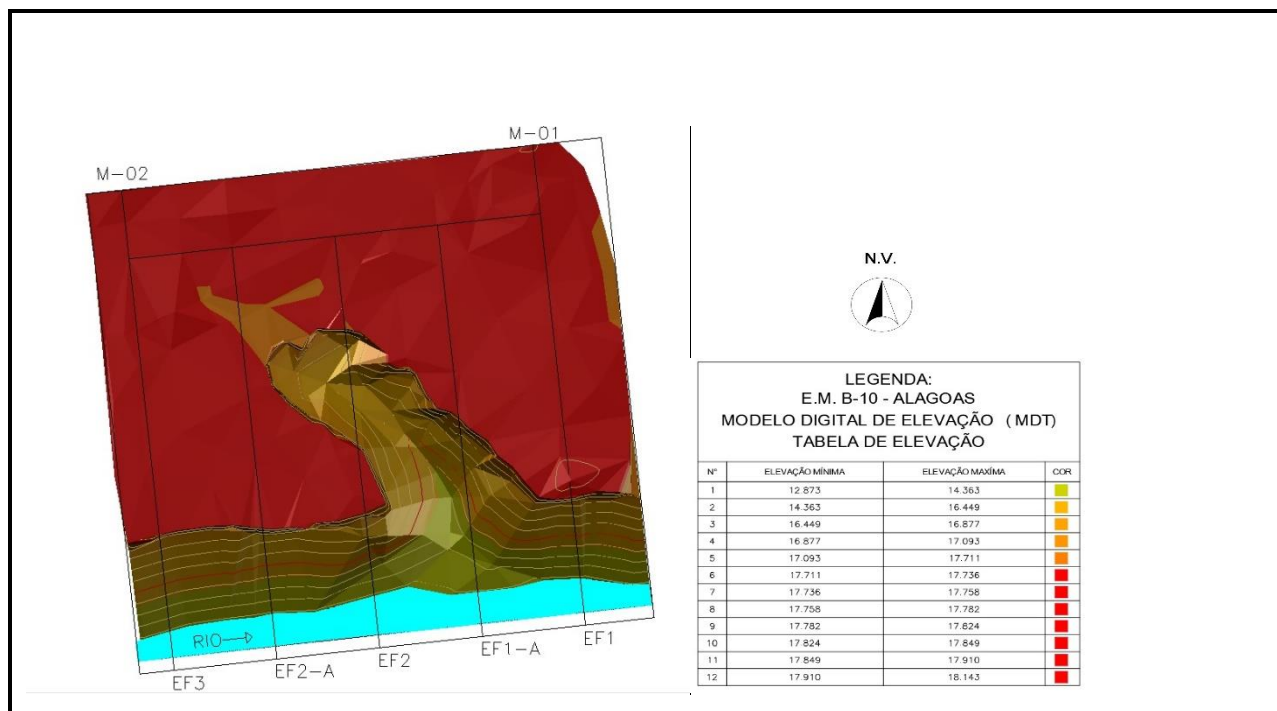 M-01
M-02
RIO
EF3
EF2-A
EF2
EF1-A
EF1
N.V.
LEGENDA:
E.M. B-10 - ALAGOAS
MODELO DIGITAL DE ELEVAÇÃO (MDT)
TABELA DE ELEVAÇÃO
N° ELEVAÇÃO MÍNIMA ELEVAÇÃO MAXÍMA COR
1 12.873 14.363
2 14.363 16.449
3 16.449 16.877
4 16.877 17.093
5 17.093 17.711
6 17.711 17.736
7 17.736 17.758
8 17.758 17.782
9 17.782 17.824
10 17.824 17.849
11 17.849 17.910
12 17.910 18.143